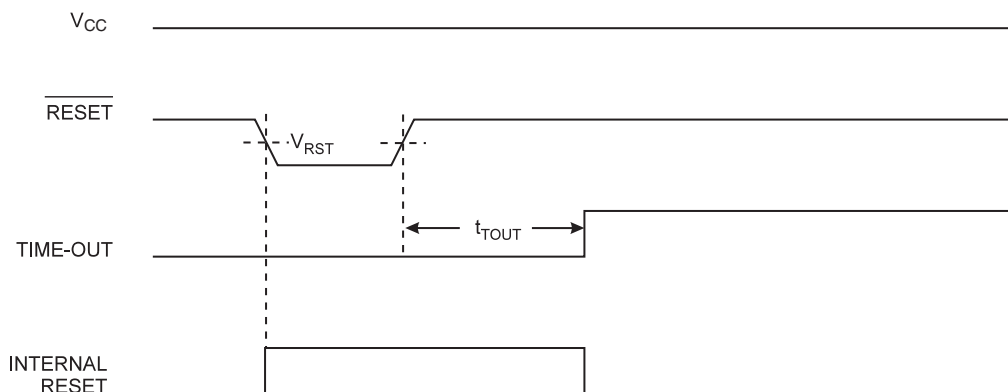 VCC
RESET
VRST
tTOUT
TIME-OUT
INTERNAL
RESET